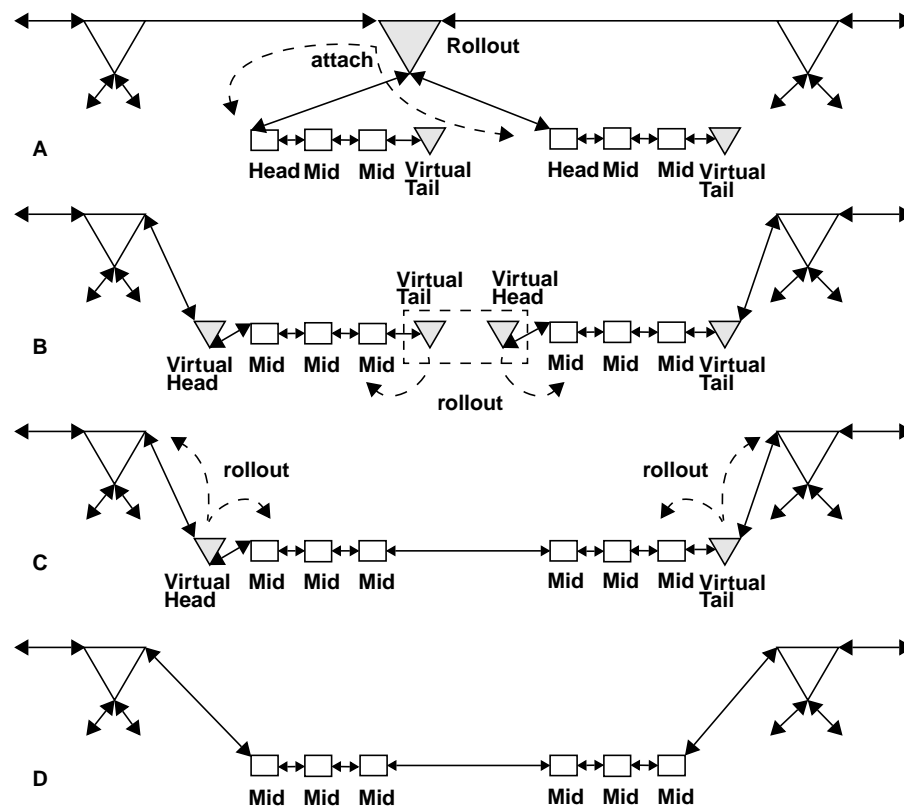 Rollout
attach
A
Head Mid Mid Virtual
Tail
Head Mid Mid Virtual
Tail
Virtual
Tail
Virtual
Head
B
Virtual
Head
Mid Mid Mid
Mid Mid Mid Virtual
Tail
rollout
rollout
rollout
C
Virtual
Head
Mid Mid Mid
Mid Mid Mid Virtual
Tail
D
Mid Mid Mid
Mid Mid Mid